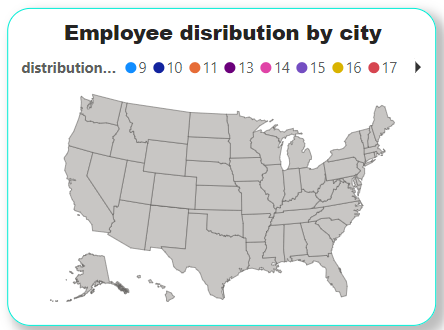 Employee disribution by city
distribution... 9 10 11 13 14 15 16 17